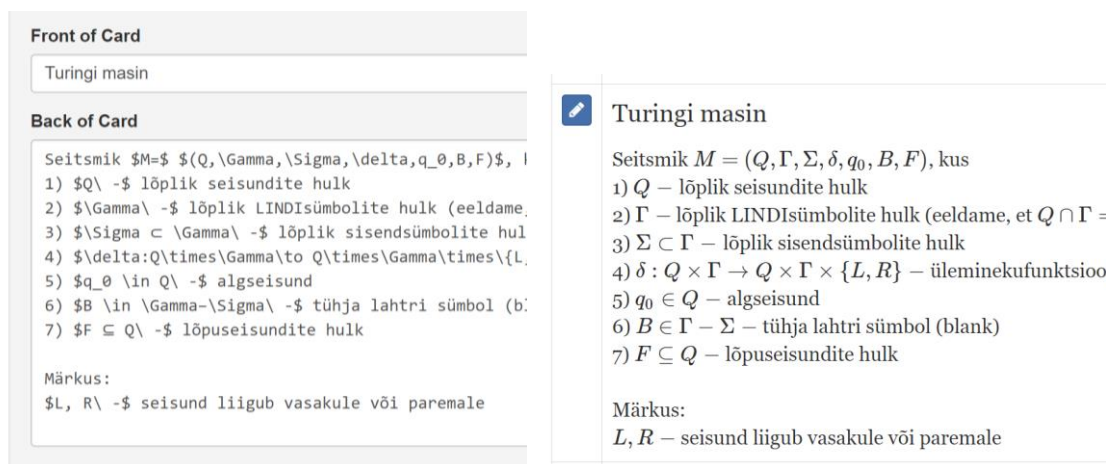 Front of Card
Turingi masin
Back of Card
Seitsmik $M=$ $(Q,\Gamma,\Sigma,\delta,q_0,B,F)$,
1) $Q\ -$ lõplik seisundite hulk
2) $\Gamma\ -$ lõplik LINDIsümbolite hulk (eeldame,
3) $\Sigma ⊂ \Gamma\ -$ lõplik sisendsümbolite hul
4) $\delta:Q\times\Gamma\to Q\times\Gamma\times\{L,
5) $q_0 \in Q\ -$ algseisund
6) $B \in \Gamma-\Sigma\ -$ tühja lahtri sümbol
7) $F ⊆ Q\ -$ lõpuseisundite hulk
Märkus:
$L, R\ -$ seisund liigub vasakule või paremale
Turingi masin
Seitsmik M = (Q, Γ, Σ, δ, q₀, B, F), kus
1) Q − lõplik seisundite hulk
2) Γ − lõplik LINDIsümbolite hulk (eeldame, et Q ∩ Γ =
3) Σ ⊂ Γ − lõplik sisendsümbolite hulk
4) δ : Q × Γ → Q × Γ × {L, R} − üleminekufunktsioo
5) q₀ ∈ Q − algseisund
6) B ∈ Γ − Σ − tühja lahtri sümbol (blank)
7) F ⊆ Q − lõpuseisundite hulk
Märkus:
L, R − seisund liigub vasakule või paremale